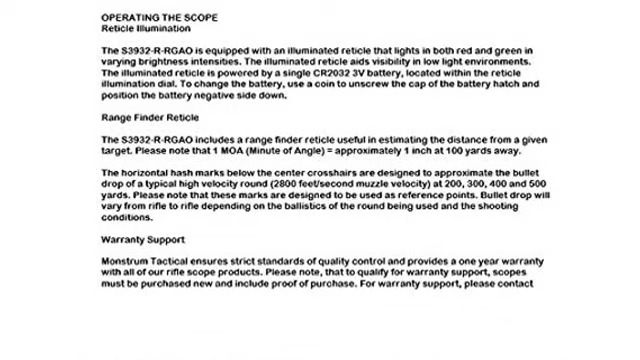 OPERATING THE SCOPE
Reticle Illumination
The S3932-R-RGAO is equipped with an illuminated reticle that lights in both red and green in
varying brightness intensities. The illuminated reticle aids visibility in low light environments.
The illuminated reticle is powered by a single CR2032 3V battery, located within the reticle
illumination dial. To change the battery, use a coin to unscrew the cap of the battery hatch and
position the battery negative side down.
Range Finder Reticle
The S3932-R-RGAO includes a range finder reticle useful in estimating the distance from a given
target. Please note that 1 MOA (Minute of Angle) = approximately 1 inch at 100 yards away.
The horizontal hash marks below the center crosshairs are designed to approximate the bullet
drop of a typical high velocity round (2800 feet/second muzzle velocity) at 200, 300, 400 and 500
yards. Please note that these marks are designed to be used as reference points. Bullet drop will
vary from rifle to rifle depending on the ballistics of the round being used and the shooting
conditions.
Warranty Support
Monstrum Tactical ensures strict standards of quality control and provides a one year warranty
with all of our rifle scope products. Please note, that to qualify for warranty support, scopes
must be purchased new and include proof of purchase. For warranty support, please contact